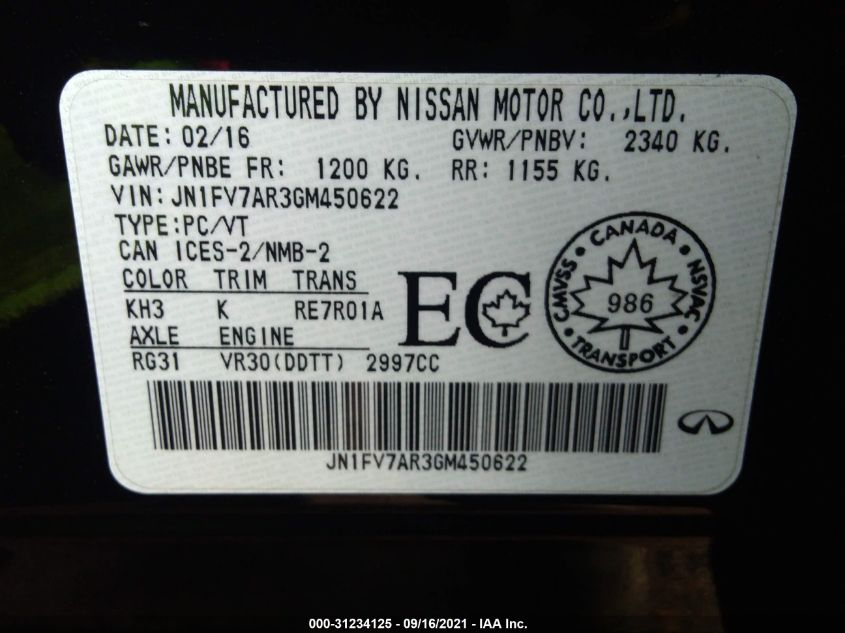 MANUFACTURED BY NISSAN MOTOR CO.,LTD.
DATE: 02/16 GVWR/PNBV: 2340 KG.
GAWR/PNBE FR: 1200 KG. RR: 1155 KG.
VIN: JN1FV7AR3GM450622
TYPE:PC/VT
CAN ICES-2/NMB-2
COLOR TRIM TRANS
KH3 K RE7R01A
AXLE ENGINE
RG31 VR30(DDTT) 2997CC
EC
CANADA
CMVSS 986 NSVAC
TRANSPORT
JN1FV7AR3GM450622
000-31234125 - 09/16/2021 - IAA Inc.